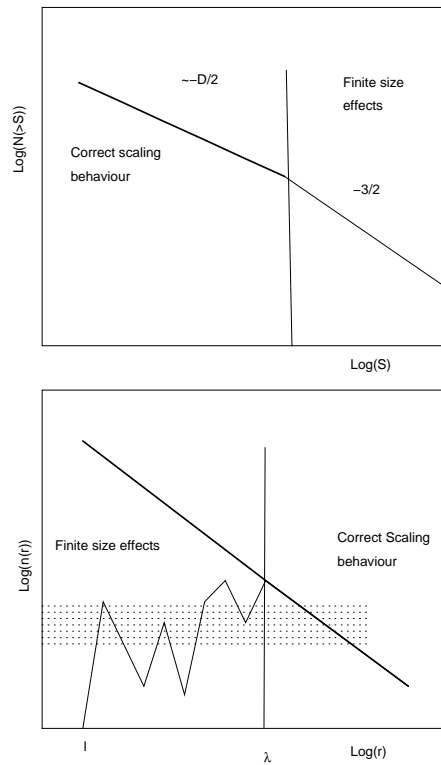 ~−D/2
Finite size
effects
Correct scaling
behaviour
−3/2
Log(N(>S))
Log(S)
Finite size effects
Correct Scaling
behaviour
Log(n(r))
l
λ
Log(r)